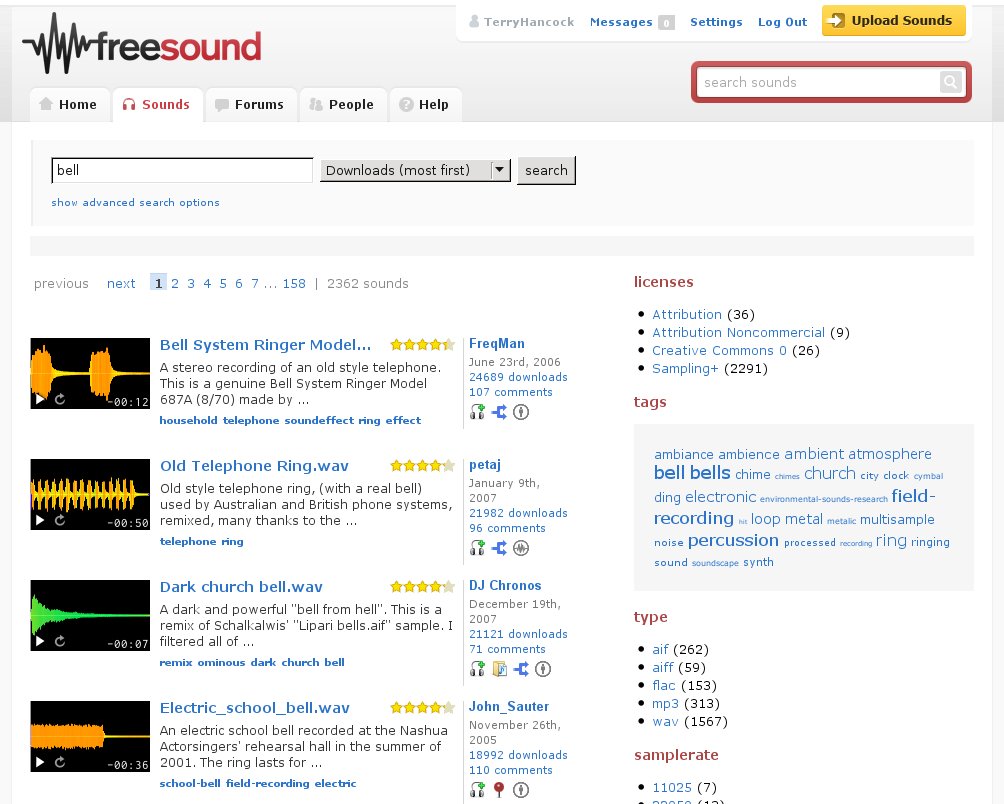 TerryHancock Messages 0 Settings Log Out Upload Sounds
freesound
search sounds
Home Sounds Forums People Help
bell Downloads (most first) search
show advanced search options
previous next 1 2 3 4 5 6 7 ... 158 | 2362 sounds
-00:12
Bell System Ringer Model...
A stereo recording of an old style telephone.
This is a genuine Bell System Ringer Model
687A (8/70) made by ...
household telephone soundeffect ring effect
FreqMan
June 23rd, 2006
24689 downloads
107 comments
-00:50
Old Telephone Ring.wav
Old style telephone ring, (with a real bell)
used by Australian and British phone systems,
remixed, many thanks to the ...
telephone ring
petaj
January 9th,
2007
21982 downloads
96 comments
-00:07
Dark church bell.wav
A dark and powerful "bell from hell". This is a
remix of Schalkalwis' "Lipari bells.aif" sample. I
filtered all of ...
remix ominous dark church bell
DJ Chronos
December 19th,
2007
21121 downloads
71 comments
-00:36
Electric_school_bell.wav
An electric school bell recorded at the Nashua
Actorsingers' rehearsal hall in the summer of
2001. The ring lasts for ...
school-bell field-recording electric
John_Sauter
November 26th,
2005
18992 downloads
110 comments
licenses
Attribution (36)
Attribution Noncommercial (9)
Creative Commons 0 (26)
Sampling+ (2291)
tags
ambiance ambience ambient atmosphere
bell bells chime chimes church city clock cymbal
ding electronic environmental-sounds-research field-
recording hit loop metal metalic multisample
noise percussion processed recording ring ringing
sound soundscape synth
type
aif (262)
aiff (59)
flac (153)
mp3 (313)
wav (1567)
samplerate
11025 (7)